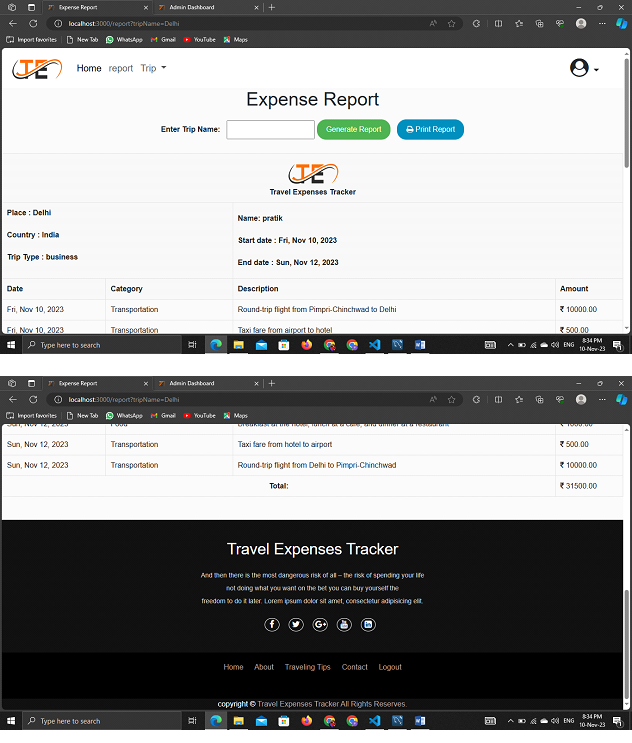 Expense Report
Admin Dashboard
localhost:3000/report?tripName=Delhi
Import favorites
New Tab
WhatsApp
Gmail
YouTube
Maps
TE
Home
report
Trip
Expense Report
Enter Trip Name:
Generate Report
Print Report
TE
Travel Expenses Tracker
Place : Delhi
Name: pratik
Country : India
Start date : Fri, Nov 10, 2023
Trip Type : business
End date : Sun, Nov 12, 2023
Date Category Description Amount
Fri, Nov 10, 2023 Transportation Round-trip flight from Pimpri-Chinchwad to Delhi ₹ 10000.00
Fri, Nov 10, 2023 Transportation Taxi fare from airport to hotel ₹ 500.00
Type here to search
ENG
8:34 PM
10-Nov-23
Expense Report
Admin Dashboard
localhost:3000/report?tripName=Delhi
Import favorites
New Tab
WhatsApp
Gmail
YouTube
Maps
Sun, Nov 12, 2023 Food Breakfast at the hotel, lunch at a cafe, and dinner at a restaurant ₹ 1000.00
Sun, Nov 12, 2023 Transportation Taxi fare from hotel to airport ₹ 500.00
Sun, Nov 12, 2023 Transportation Round-trip flight from Delhi to Pimpri-Chinchwad ₹ 10000.00
Total: ₹ 31500.00
Travel Expenses Tracker
And then there is the most dangerous risk of all – the risk of spending your life
not doing what you want on the bet you can buy yourself the
freedom to do it later. Lorem ipsum dolor sit amet, consectetur adipisicing elit.
Home
About
Traveling Tips
Contact
Logout
copyright © Travel Expenses Tracker All Rights Reserves.
Type here to search
ENG
8:34 PM
10-Nov-23